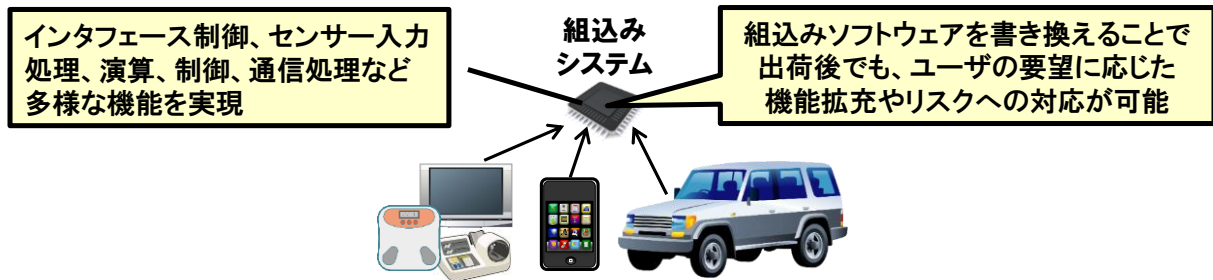 インタフェース制御、センサー入力
処理、演算、制御、通信処理など
多様な機能を実現
組込み
システム
組込みソフトウェアを書き換えることで
出荷後でも、ユーザの要望に応じた
機能拡充やリスクへの対応が可能